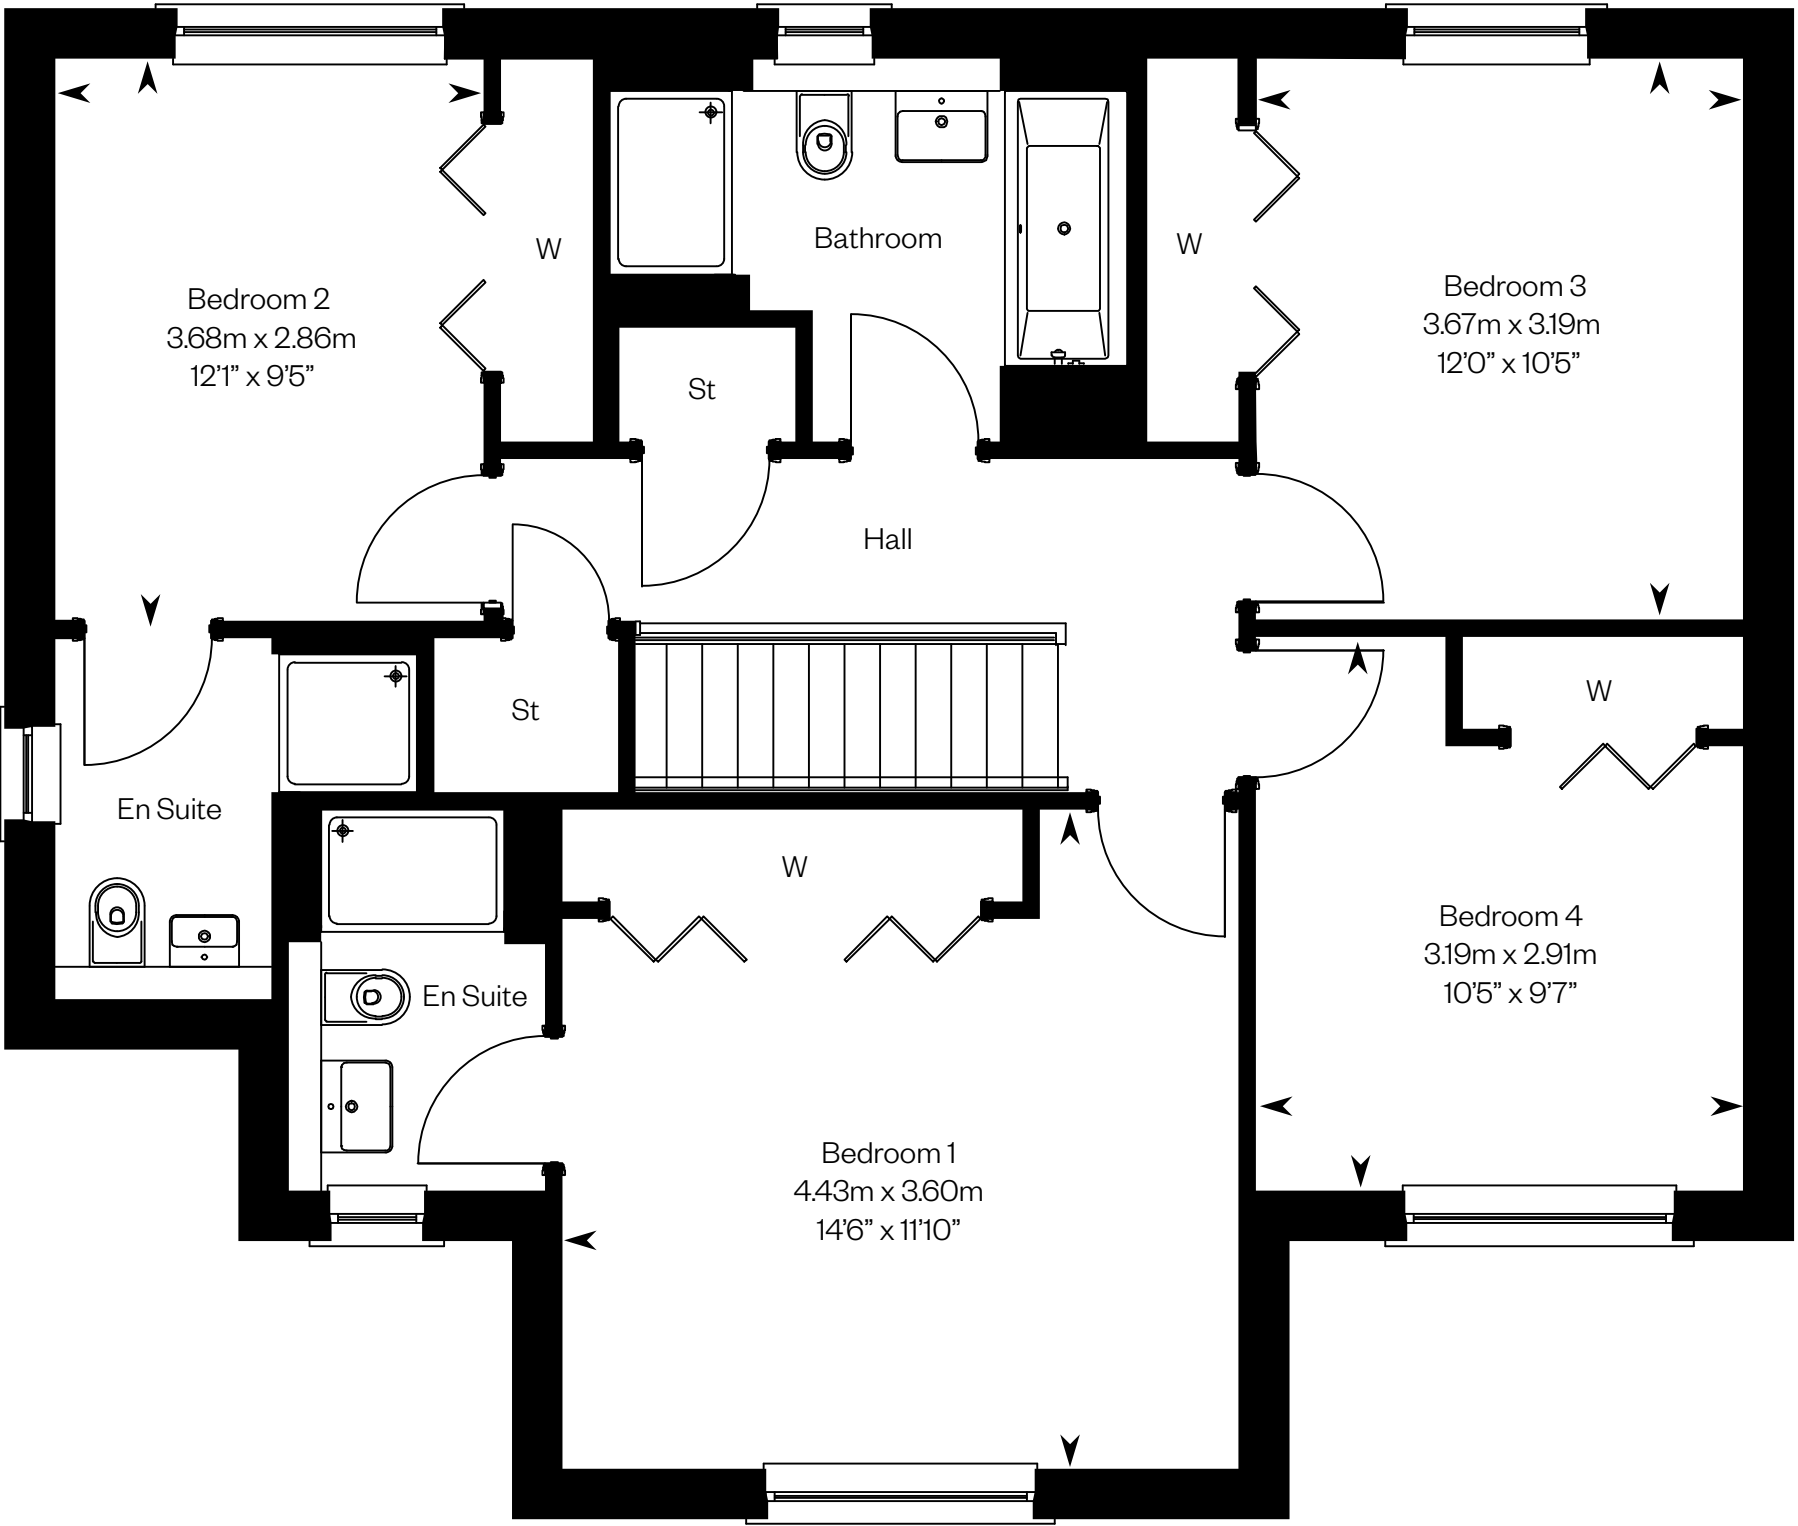 W
Bathroom
W
Bedroom 2
3.68m x 2.86m
12’1” x 9’5”
Bedroom 3
3.67m x 3.19m
12’0” x 10’5”
St
Hall
St
W
En Suite
W
Bedroom 4
3.19m x 2.91m
10’5” x 9’7”
En Suite
Bedroom 1
4.43m x 3.60m
14’6” x 11’10”